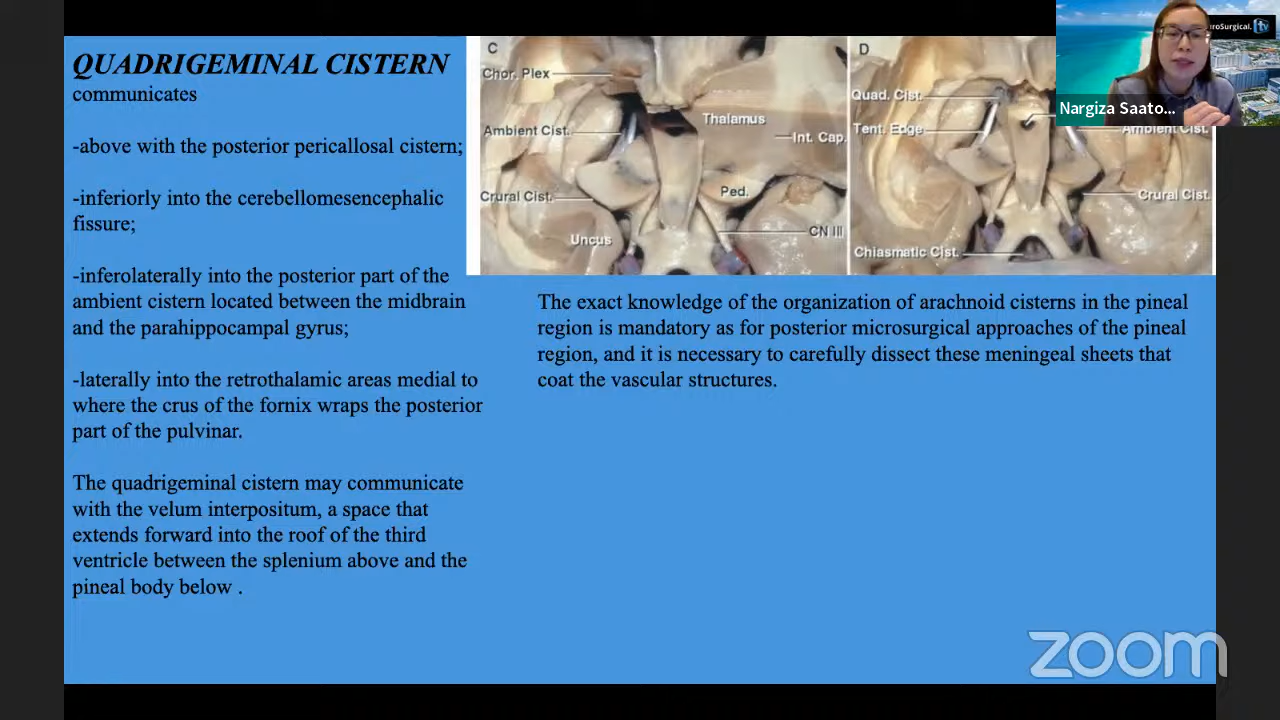 QUADRIGEMINAL CISTERN
communicates
-above with the posterior pericallosal cistern;
-inferiorly into the cerebellomesencephalic
fissure;
-inferolaterally into the posterior part of the
ambient cistern located between the midbrain
and the parahippocampal gyrus;
-laterally into the retrothalamic areas medial to
where the crus of the fornix wraps the posterior
part of the pulvinar.
The quadrigeminal cistern may communicate
with the velum interpositum, a space that
extends forward into the roof of the third
ventricle between the splenium above and the
pineal body below .
C
Chor. Plex
Ambient Cist.
Thalamus
Int. Cap.
Crural Cist.
Ped.
Uncus
CN III
D
Quad. Cist.
Tent. Edge
Ambient Cist.
Crural Cist.
Chiasmatic Cist.
The exact knowledge of the organization of arachnoid cisterns in the pineal
region is mandatory as for posterior microsurgical approaches of the pineal
region, and it is necessary to carefully dissect these meningeal sheets that
coat the vascular structures.
Nargiza Saato...
zoom